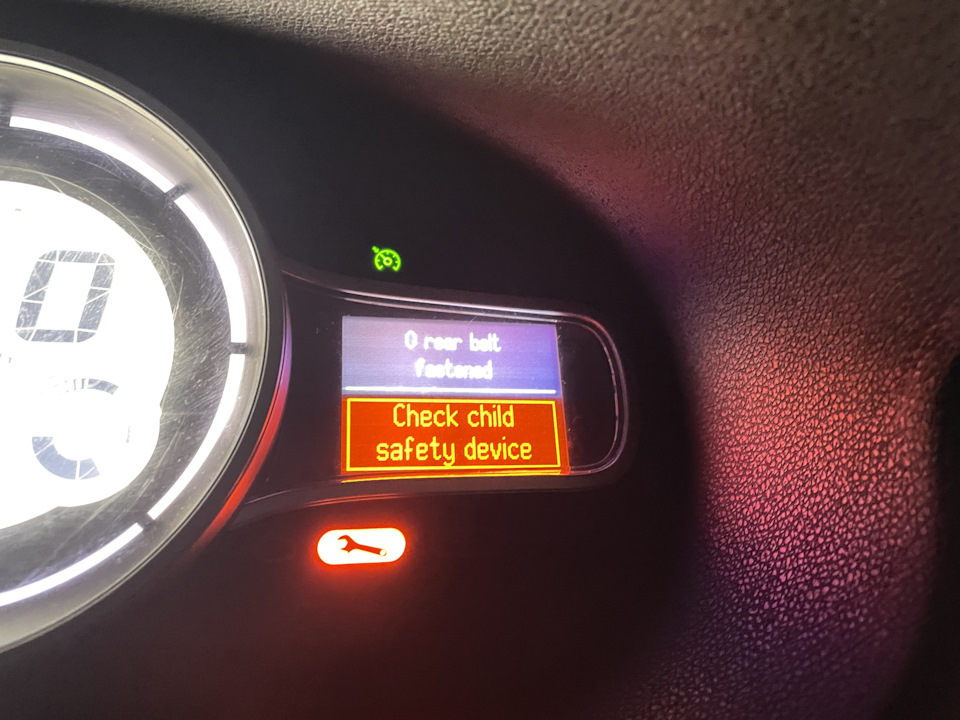 0
0 rear belt
fastened
Check child
safety device